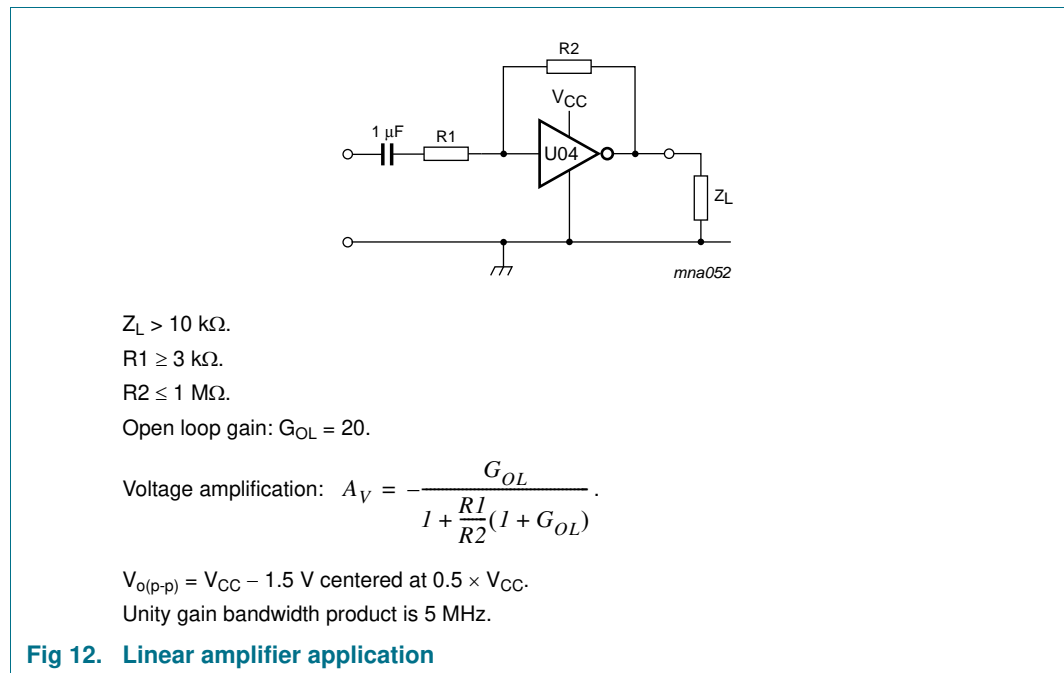 R2
VCC
1 μF
R1
U04
ZL
mna052
ZL > 10 kΩ.
R1 ≥ 3 kΩ.
R2 ≤ 1 MΩ.
Open loop gain: GOL = 20.
Voltage amplification: AV = −GOL / (1 + R1/R2 (1 + GOL)).
Vo(p-p) = VCC − 1.5 V centered at 0.5 × VCC.
Unity gain bandwidth product is 5 MHz.
Fig 12. Linear amplifier application